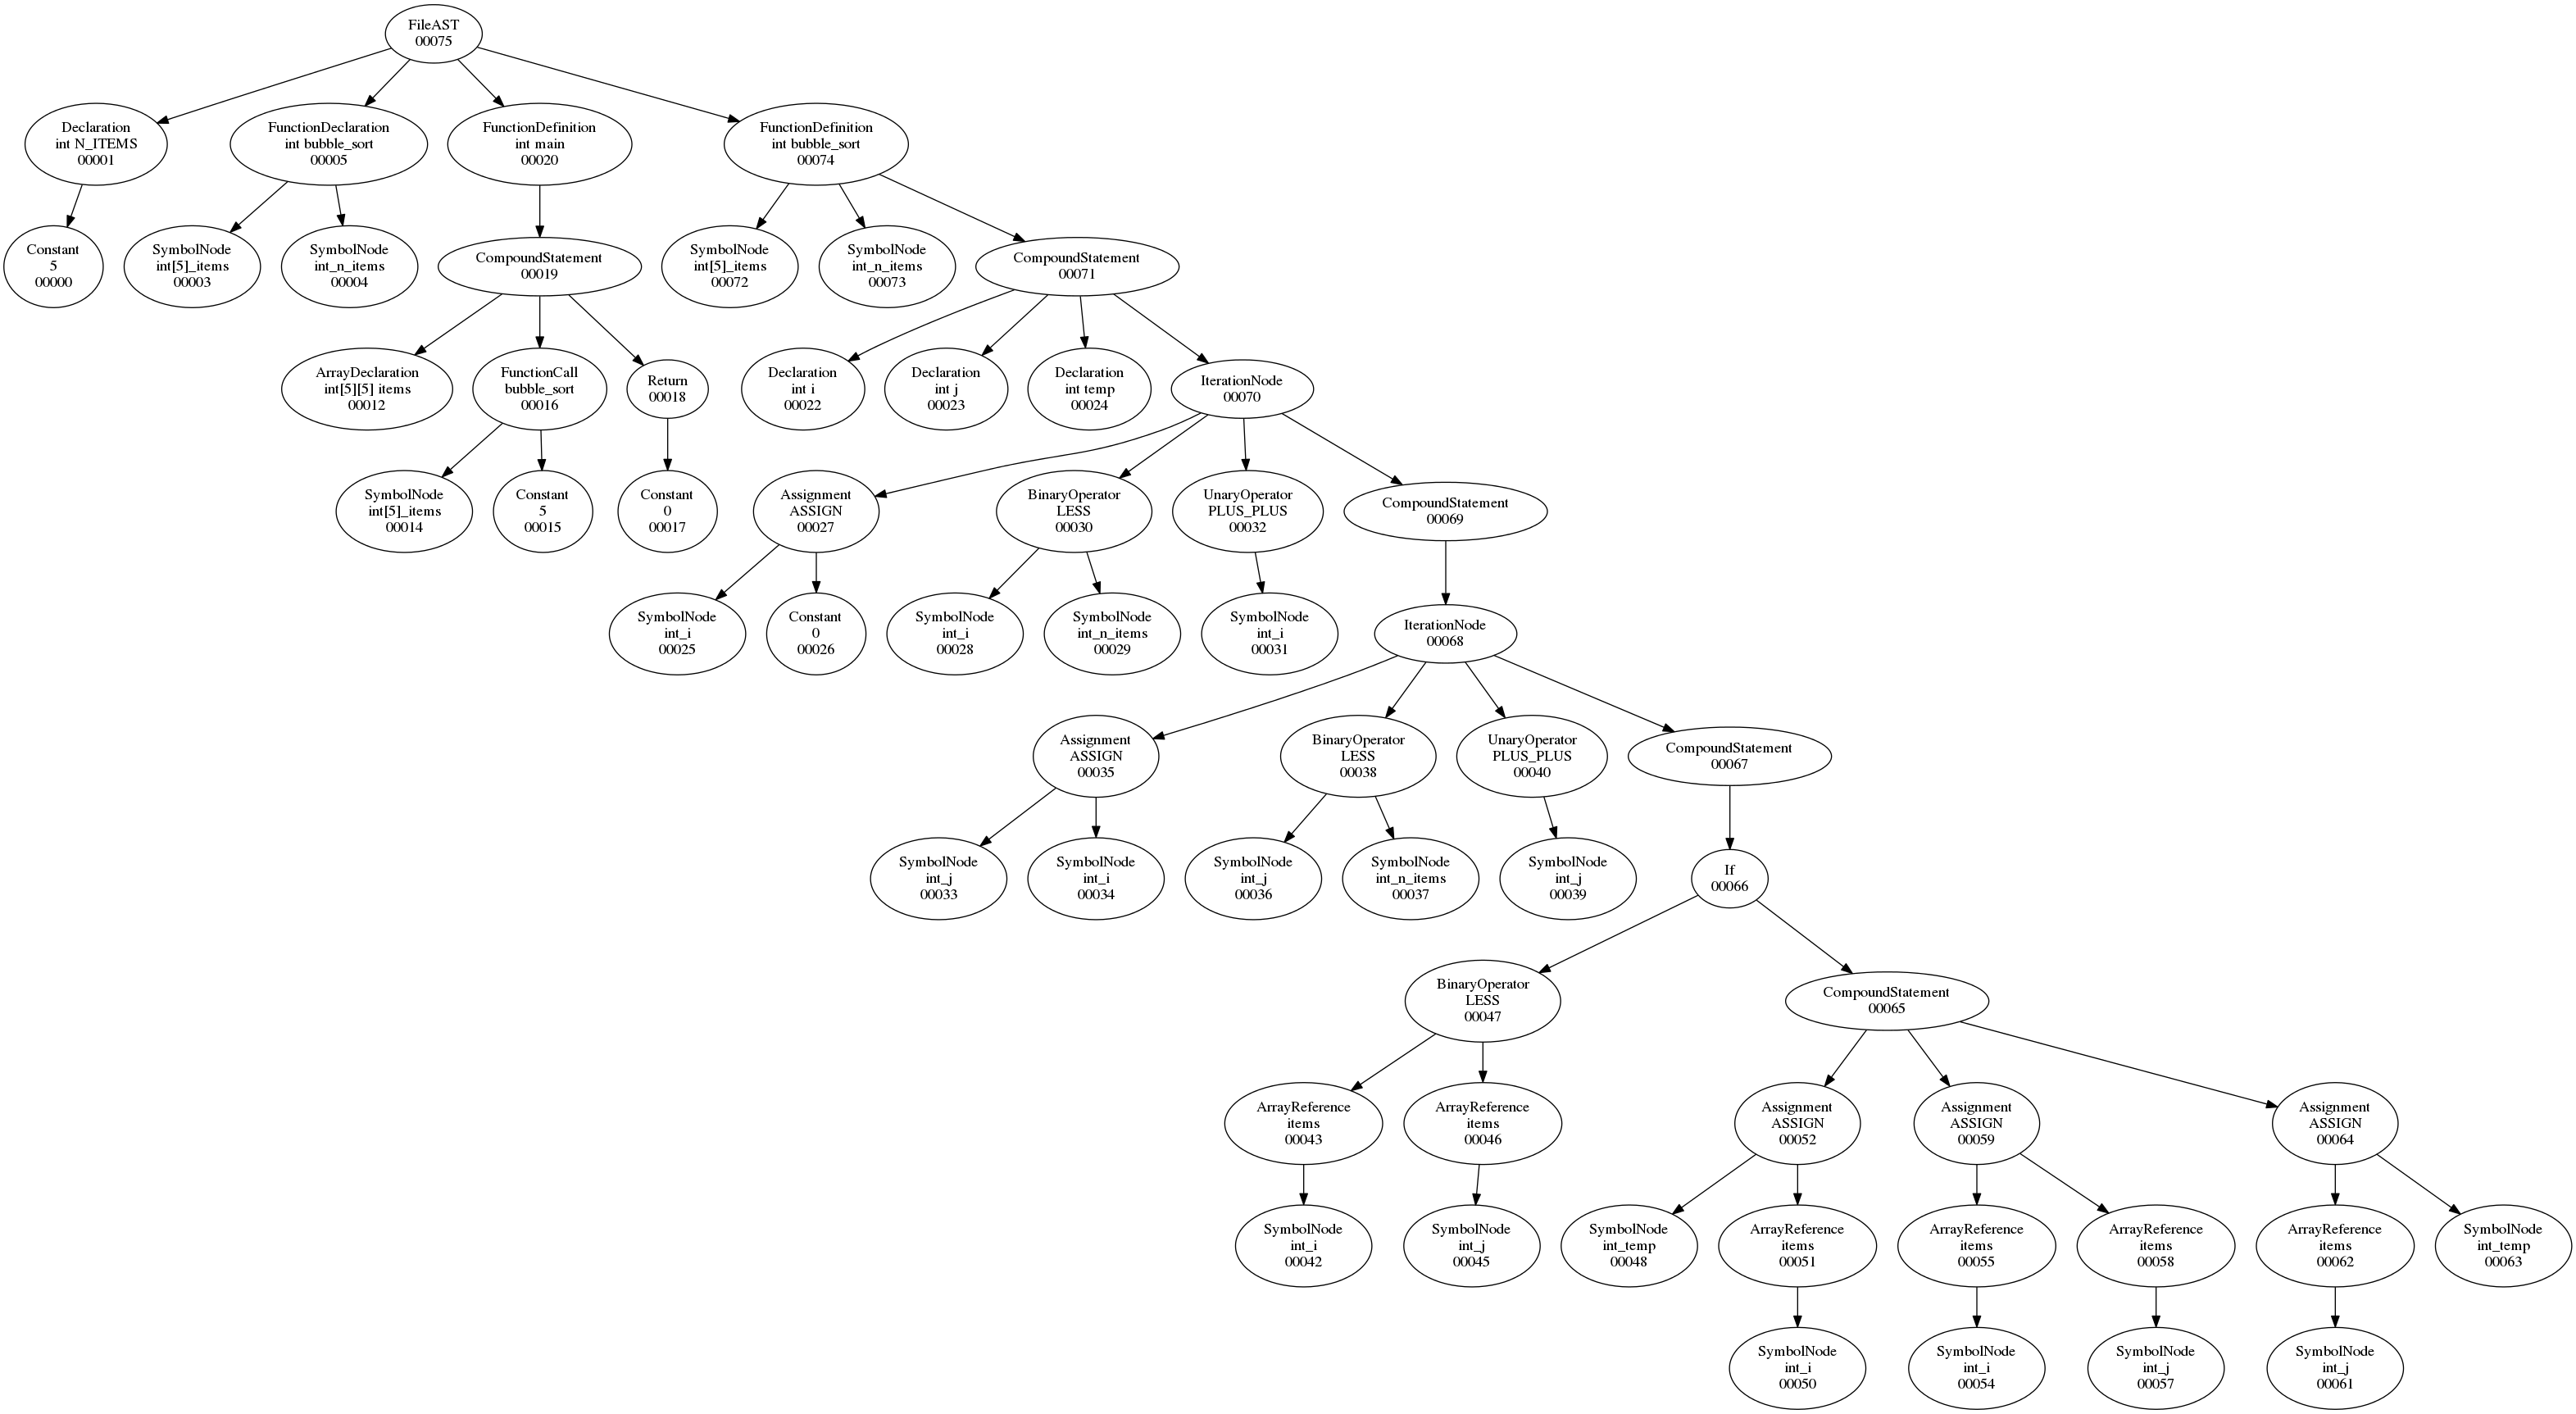 FileAST
00075
Declaration
int N_ITEMS
00001
FunctionDeclaration
int bubble_sort
00005
FunctionDefinition
int main
00020
FunctionDefinition
int bubble_sort
00074
Constant
5
00000
SymbolNode
int[5]_items
00003
SymbolNode
int_n_items
00004
CompoundStatement
00019
SymbolNode
int[5]_items
00072
SymbolNode
int_n_items
00073
CompoundStatement
00071
ArrayDeclaration
int[5][5] items
00012
FunctionCall
bubble_sort
00016
Return
00018
Declaration
int i
00022
Declaration
int j
00023
Declaration
int temp
00024
IterationNode
00070
SymbolNode
int[5]_items
00014
Constant
5
00015
Constant
0
00017
Assignment
ASSIGN
00027
BinaryOperator
LESS
00030
UnaryOperator
PLUS_PLUS
00032
CompoundStatement
00069
SymbolNode
int_i
00025
Constant
0
00026
SymbolNode
int_i
00028
SymbolNode
int_n_items
00029
SymbolNode
int_i
00031
IterationNode
00068
Assignment
ASSIGN
00035
BinaryOperator
LESS
00038
UnaryOperator
PLUS_PLUS
00040
CompoundStatement
00067
SymbolNode
int_j
00033
SymbolNode
int_i
00034
SymbolNode
int_j
00036
SymbolNode
int_n_items
00037
SymbolNode
int_j
00039
If
00066
BinaryOperator
LESS
00047
CompoundStatement
00065
ArrayReference
items
00043
ArrayReference
items
00046
Assignment
ASSIGN
00052
Assignment
ASSIGN
00059
Assignment
ASSIGN
00064
SymbolNode
int_i
00042
SymbolNode
int_j
00045
SymbolNode
int_temp
00048
ArrayReference
items
00051
ArrayReference
items
00055
ArrayReference
items
00058
ArrayReference
items
00062
SymbolNode
int_temp
00063
SymbolNode
int_i
00050
SymbolNode
int_i
00054
SymbolNode
int_j
00057
SymbolNode
int_j
00061